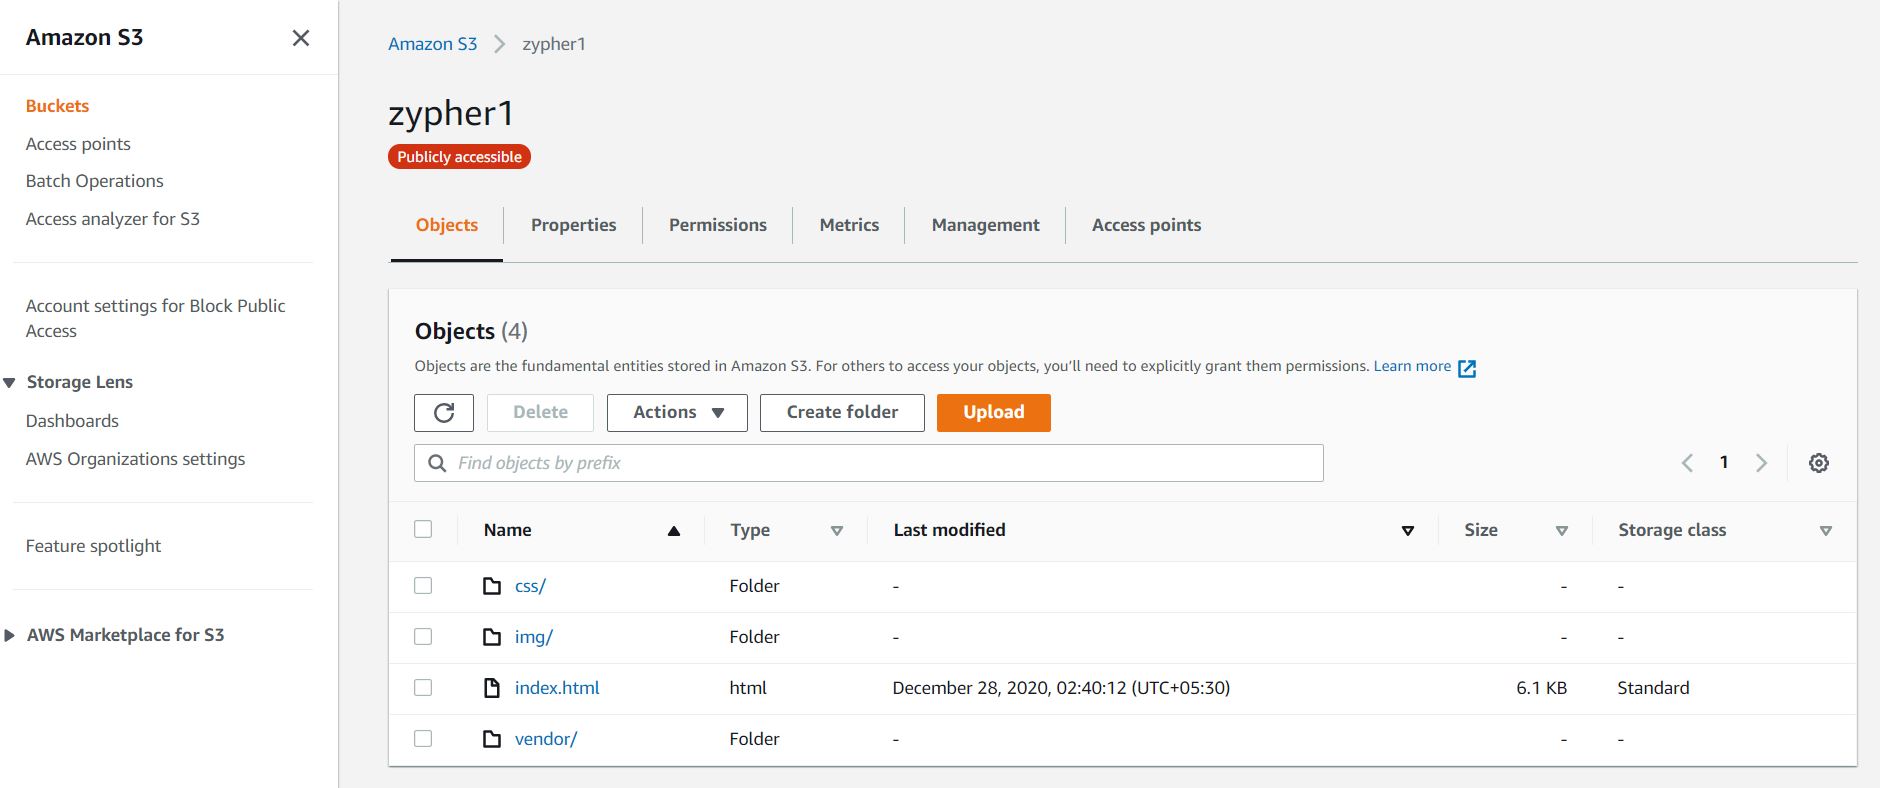 Amazon S3
Buckets
Access points
Batch Operations
Access analyzer for S3
Account settings for Block Public
Access
Storage Lens
Dashboards
AWS Organizations settings
Feature spotlight
AWS Marketplace for S3
Amazon S3 zypher1
zypher1
Publicly accessible
Objects Properties Permissions Metrics Management Access points
Objects (4)
Objects are the fundamental entities stored in Amazon S3. For others to access your objects, you’ll need to explicitly grant them permissions. Learn more
Delete Actions Create folder Upload
Find objects by prefix 1
Name Type Last modified Size Storage class
css/ Folder - - -
img/ Folder - - -
index.html html December 28, 2020, 02:40:12 (UTC+05:30) 6.1 KB Standard
vendor/ Folder - - -